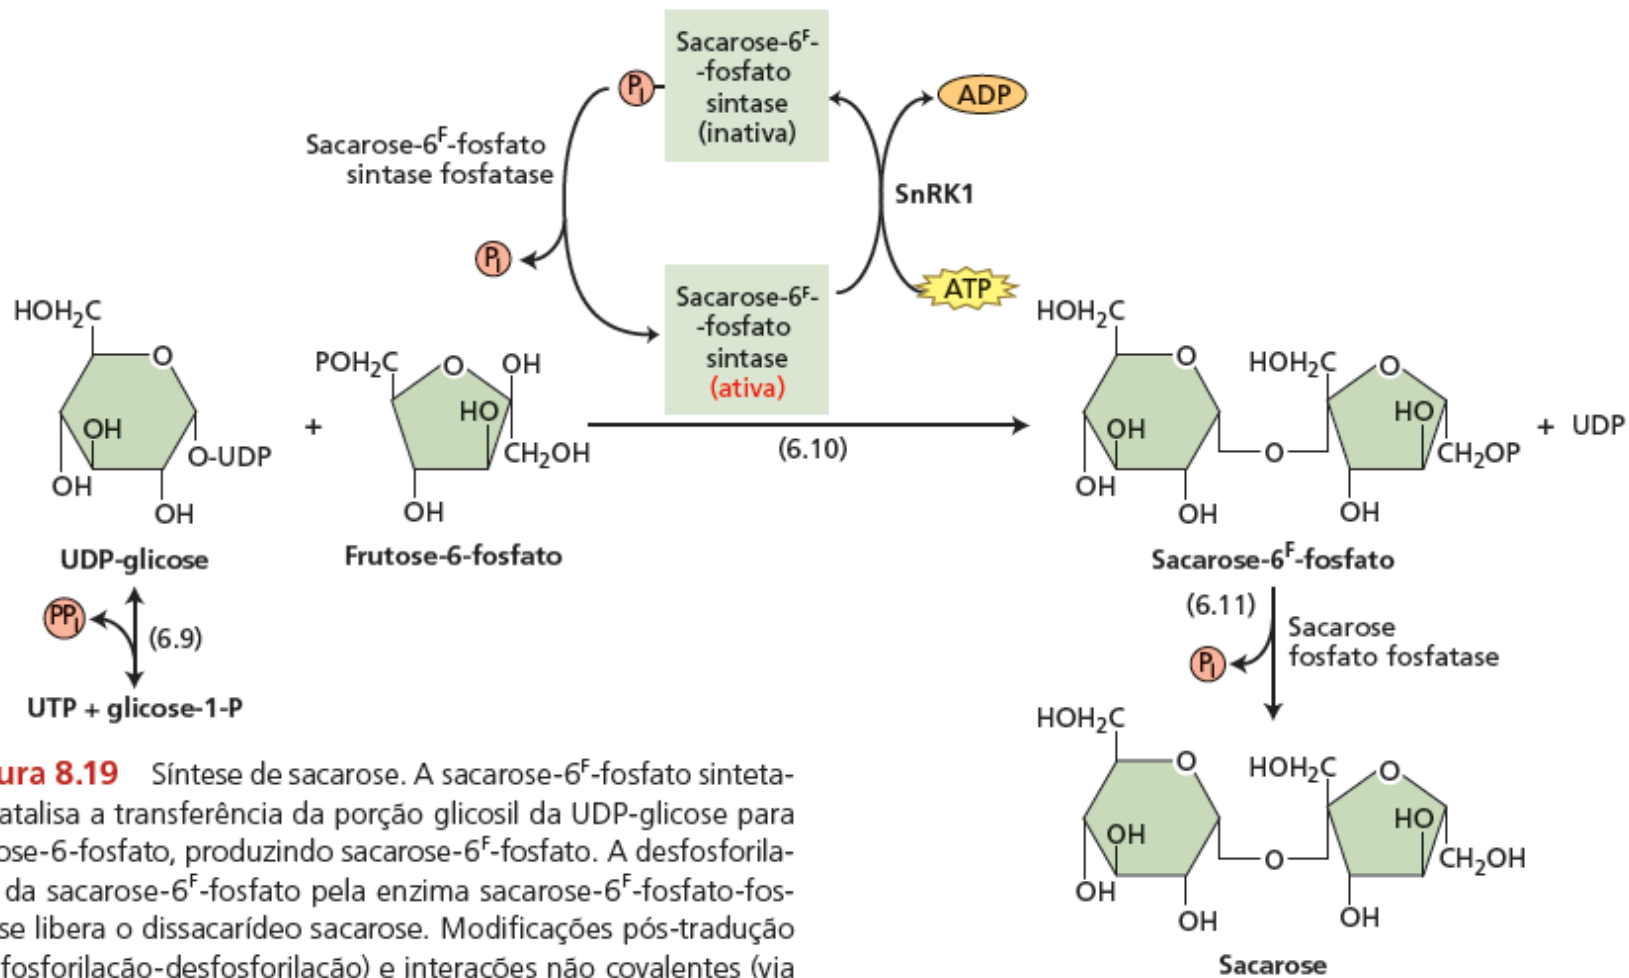 Sacarose-6F-
-fosfato
sintase
(inativa)
Pi
ADP
Sacarose-6F-fosfato
sintase fosfatase
SnRK1
Pi
ATP
Sacarose-6F-
-fosfato
sintase
(ativa)
HOH2C
O
OH
O-UDP
OH
OH
UDP-glicose
+
POH2C
O
OH
HO
CH2OH
OH
Frutose-6-fosfato
(6.10)
HOH2C
O
OH
OH
OH
O
HOH2C
O
HO
CH2OP
OH
+ UDP
Sacarose-6F-fosfato
PPi
(6.9)
UTP + glicose-1-P
(6.11)
Pi
Sacarose
fosfato fosfatase
HOH2C
O
OH
OH
OH
O
HOH2C
O
HO
CH2OH
OH
Sacarose
ura 8.19 Síntese de sacarose. A sacarose-6F-fosfato sinteta-
atalisa a transferência da porção glicosil da UDP-glicose para
ose-6-fosfato, produzindo sacarose-6F-fosfato. A desfosforila-
da sacarose-6F-fosfato pela enzima sacarose-6F-fosfato-fos-
se libera o dissacarídeo sacarose. Modificações pós-tradução
fosforilação-desfosforilação) e interações não covalentes (via